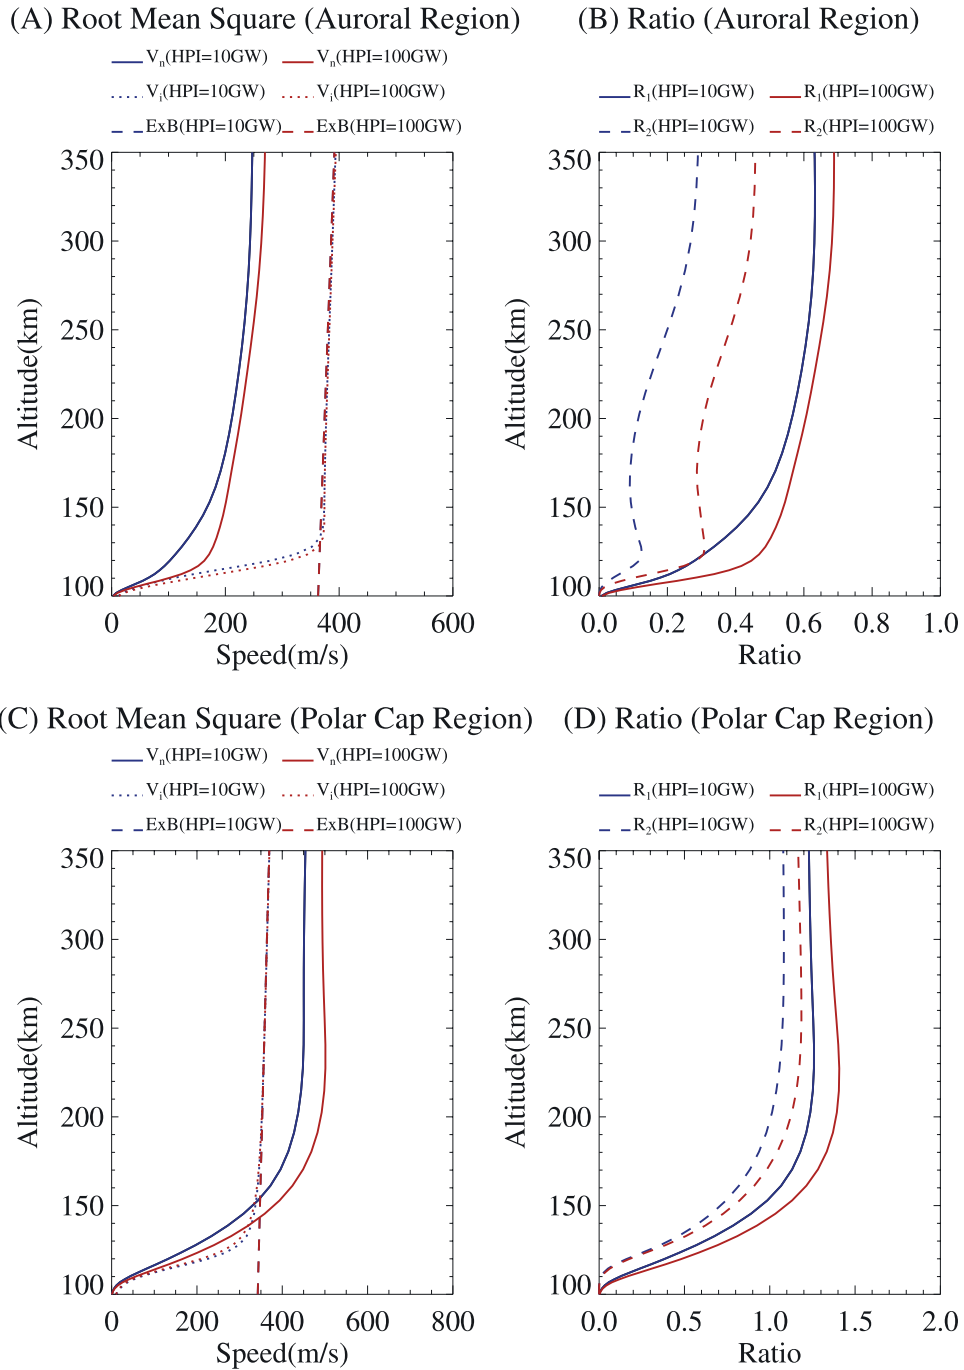 (A) Root Mean Square (Auroral Region)
Vn(HPI=10GW) Vn(HPI=100GW)
Vi(HPI=10GW) Vi(HPI=100GW)
ExB(HPI=10GW) ExB(HPI=100GW)
350
300
250
200
150
100
Altitude(km)
0 200 400 600
Speed(m/s)
(B) Ratio (Auroral Region)
R1(HPI=10GW) R1(HPI=100GW)
R2(HPI=10GW) R2(HPI=100GW)
350
300
250
200
150
100
Altitude(km)
0.0 0.2 0.4 0.6 0.8 1.0
Ratio
(C) Root Mean Square (Polar Cap Region)
Vn(HPI=10GW) Vn(HPI=100GW)
Vi(HPI=10GW) Vi(HPI=100GW)
ExB(HPI=10GW) ExB(HPI=100GW)
350
300
250
200
150
100
Altitude(km)
0 200 400 600 800
Speed(m/s)
(D) Ratio (Polar Cap Region)
R1(HPI=10GW) R1(HPI=100GW)
R2(HPI=10GW) R2(HPI=100GW)
350
300
250
200
150
100
Altitude(km)
0.0 0.5 1.0 1.5 2.0
Ratio